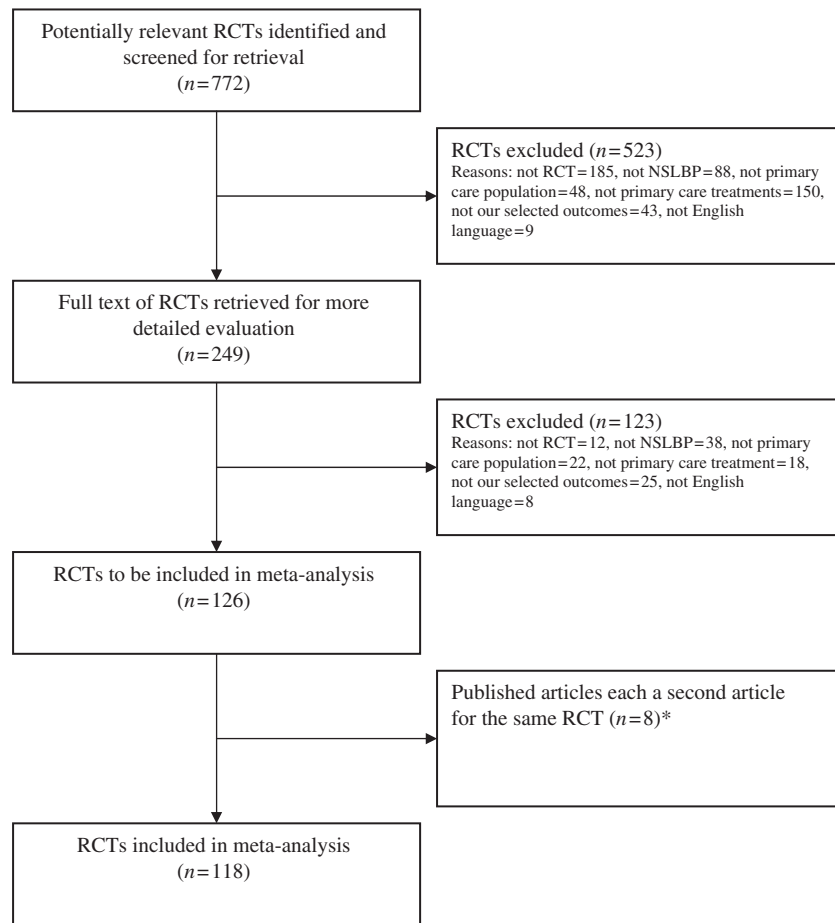 Potentially relevant RCTs identified and
screened for retrieval
(n=772)
RCTs excluded (n=523)
Reasons: not RCT=185, not NSLBP=88, not primary
care population=48, not primary care treatments=150,
not our selected outcomes=43, not English
language=9
Full text of RCTs retrieved for more
detailed evaluation
(n=249)
RCTs excluded (n=123)
Reasons: not RCT=12, not NSLBP=38, not primary
care population=22, not primary care treatment=18,
not our selected outcomes=25, not English
language=8
RCTs to be included in meta-analysis
(n=126)
Published articles each a second article
for the same RCT (n=8)*
RCTs included in meta-analysis
(n=118)